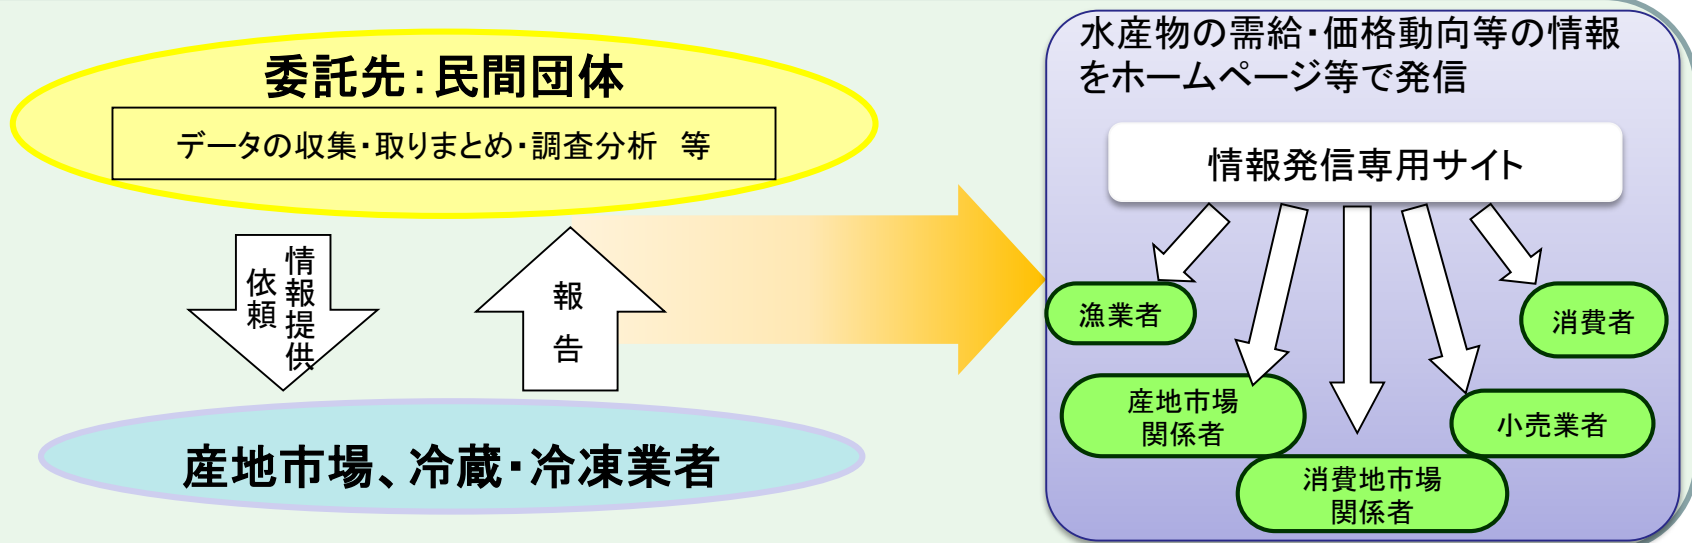 委託先：民間団体
データの収集・取りまとめ・調査分析　等
情報提供
依頼
報告
産地市場、冷蔵・冷凍業者
水産物の需給・価格動向等の情報
をホームページ等で発信
情報発信専用サイト
漁業者
消費者
産地市場
関係者
小売業者
消費地市場
関係者